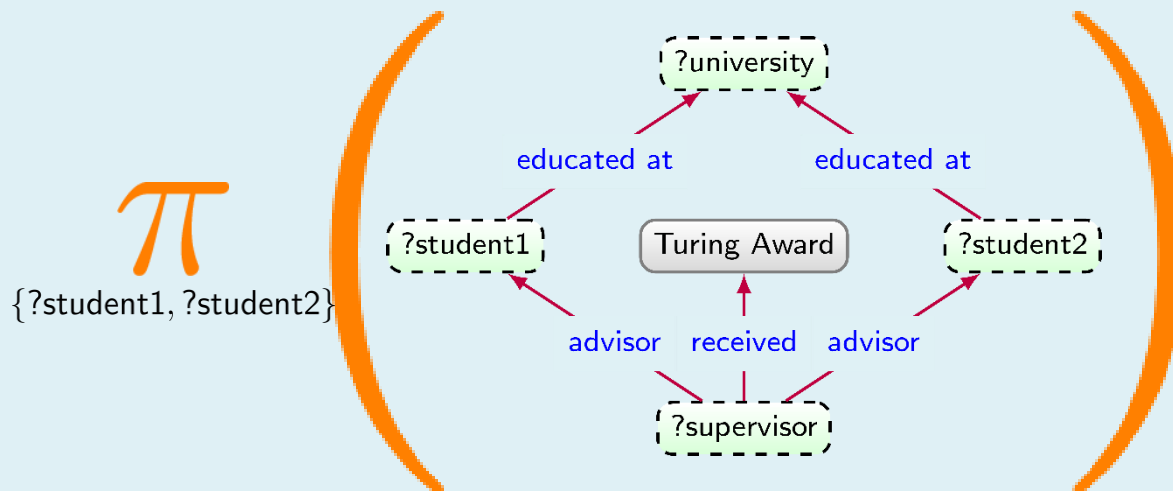 ?university
educated at educated at
π
?student1 Turing Award ?student2
{?student1, ?student2}
advisor received advisor
?supervisor